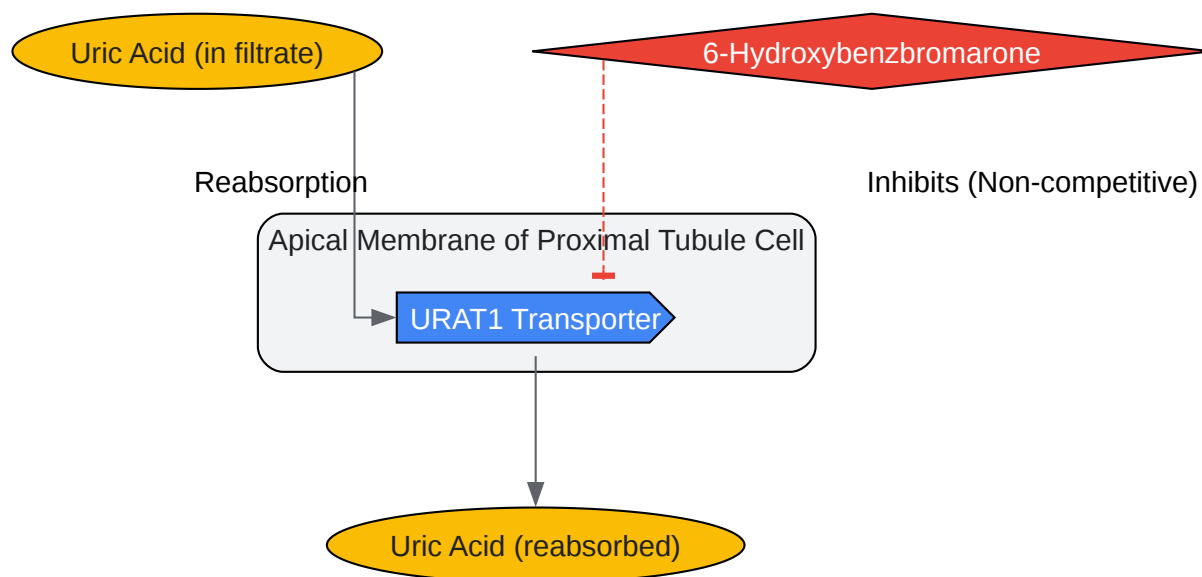 Uric Acid (in filtrate)
6-Hydroxybenzbromarone
Reabsorption
Inhibits (Non-competitive)
Apical Membrane of Proximal Tubule Cell
URAT1 Transporter
Uric Acid (reabsorbed)